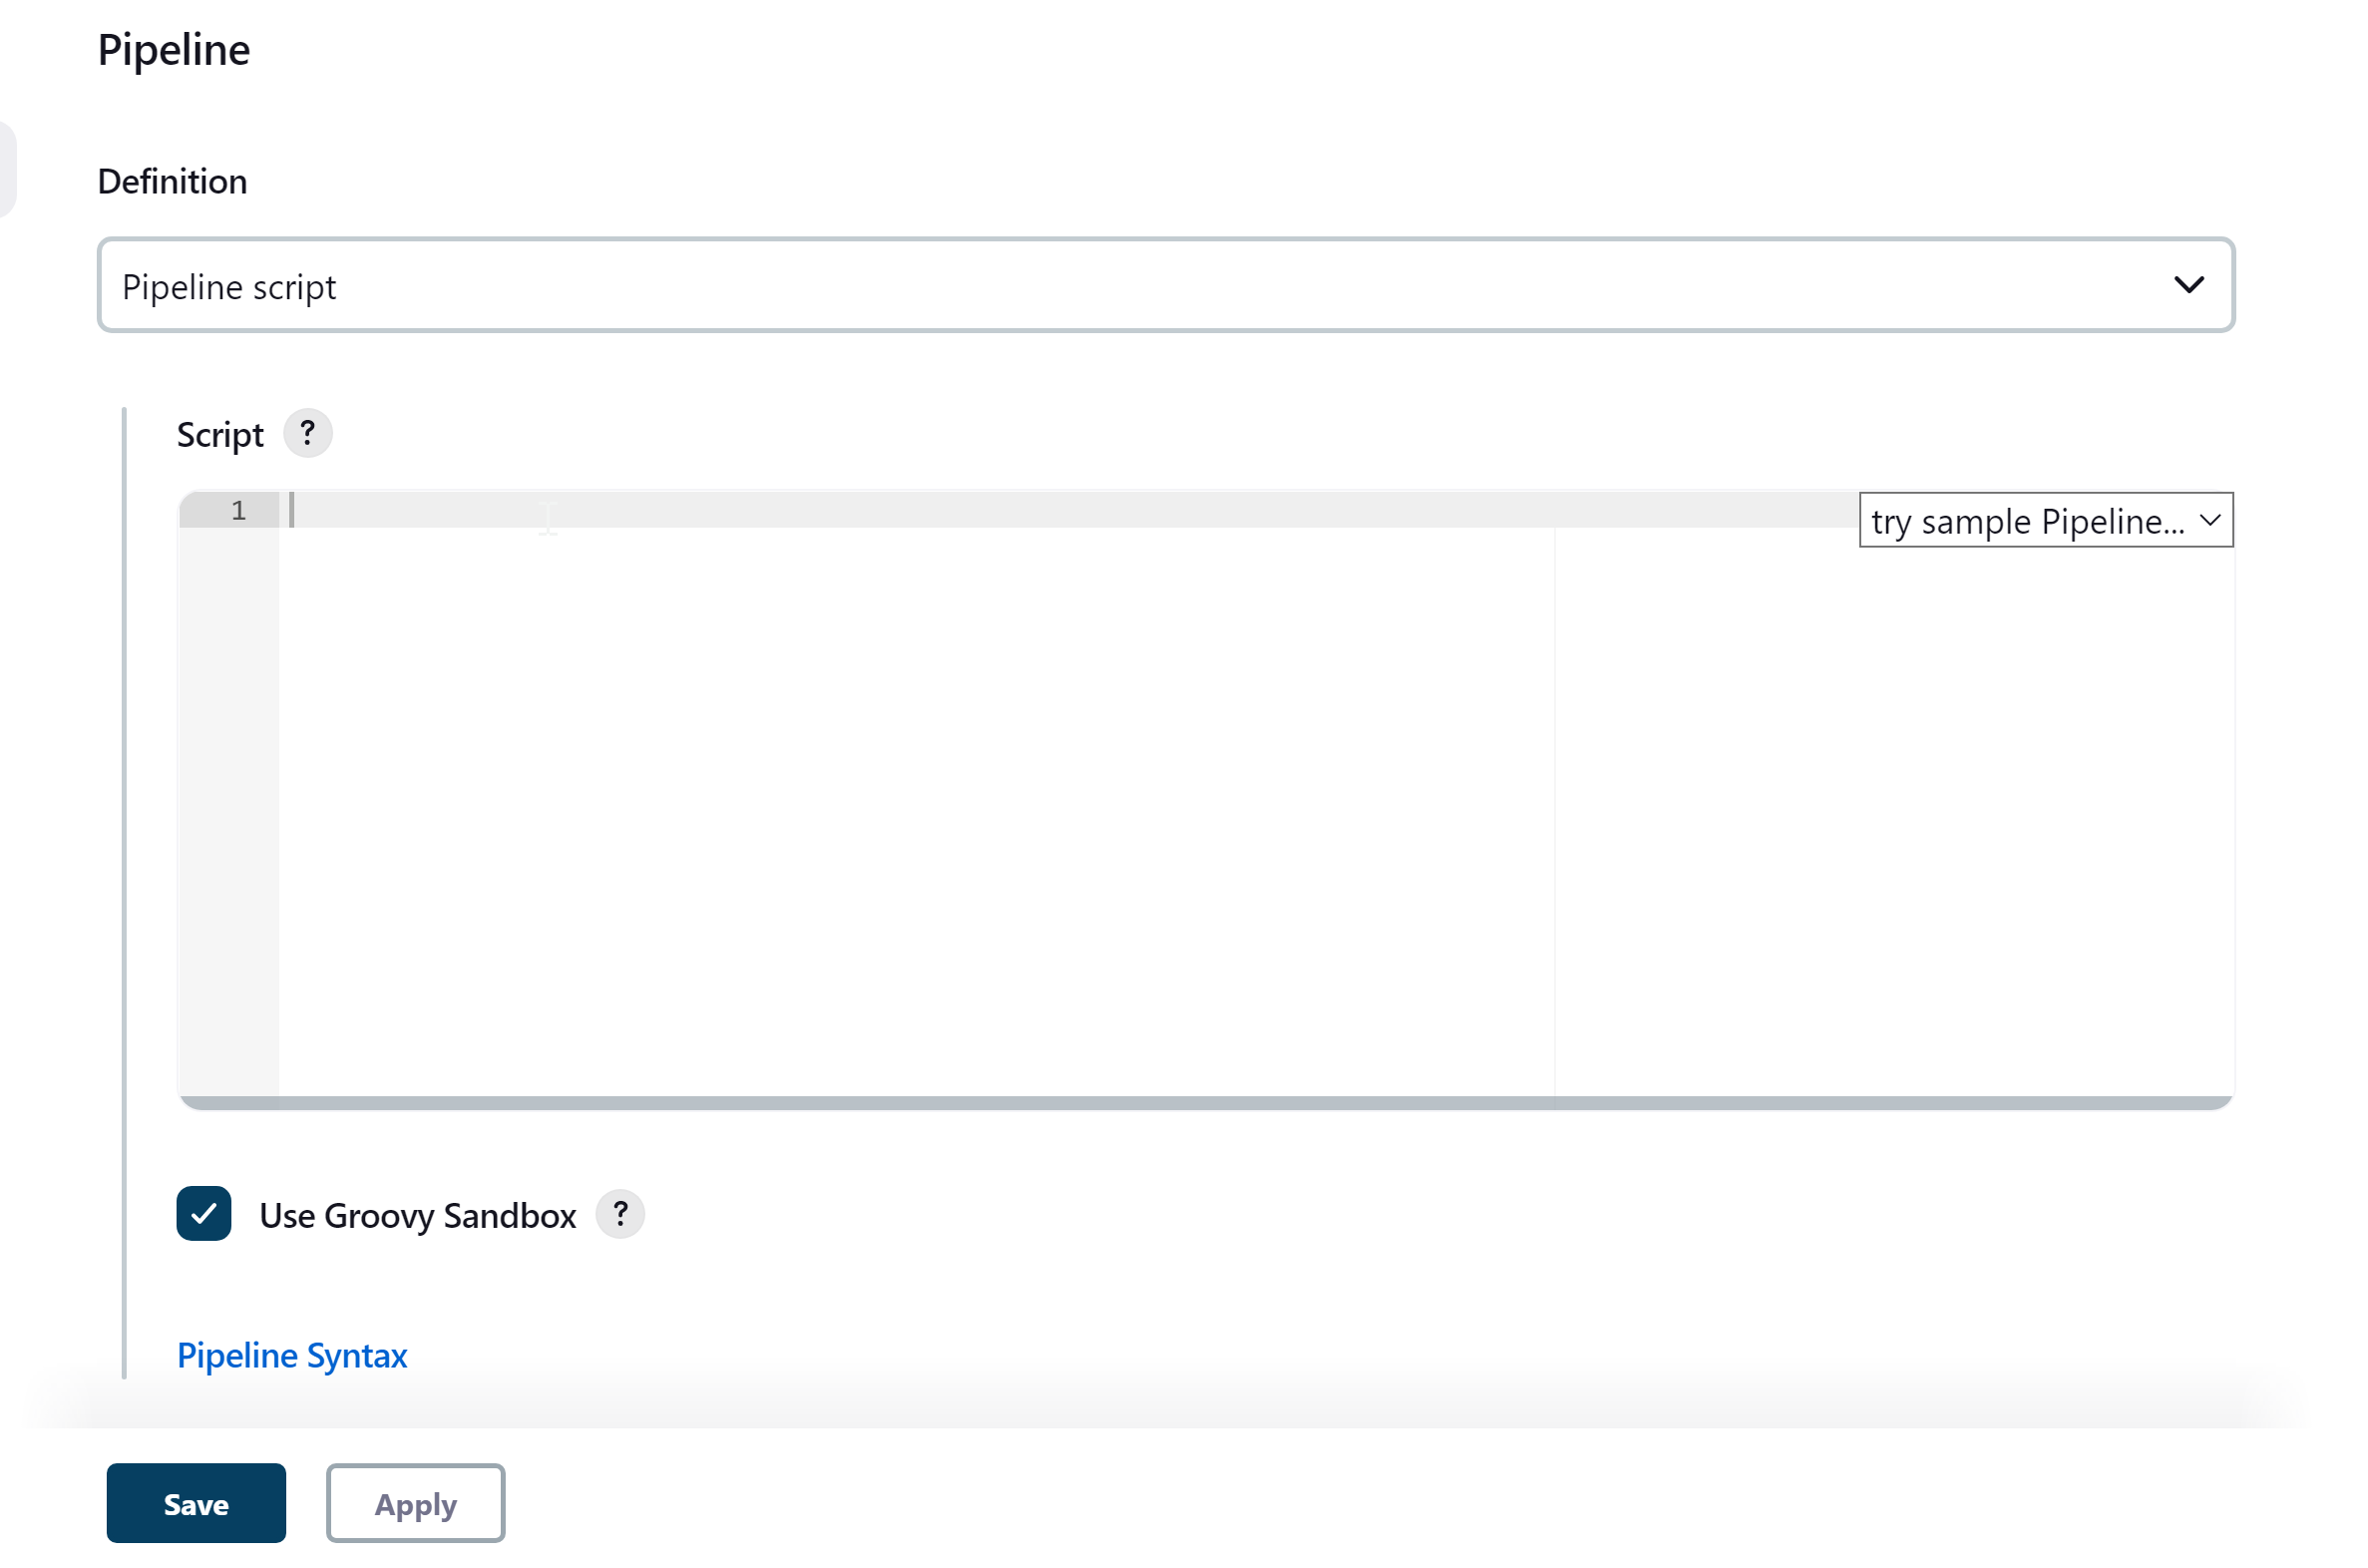 Pipeline
Definition
Pipeline script
Script ?
1
try sample Pipeline...
Use Groovy Sandbox ?
Pipeline Syntax
Save Apply